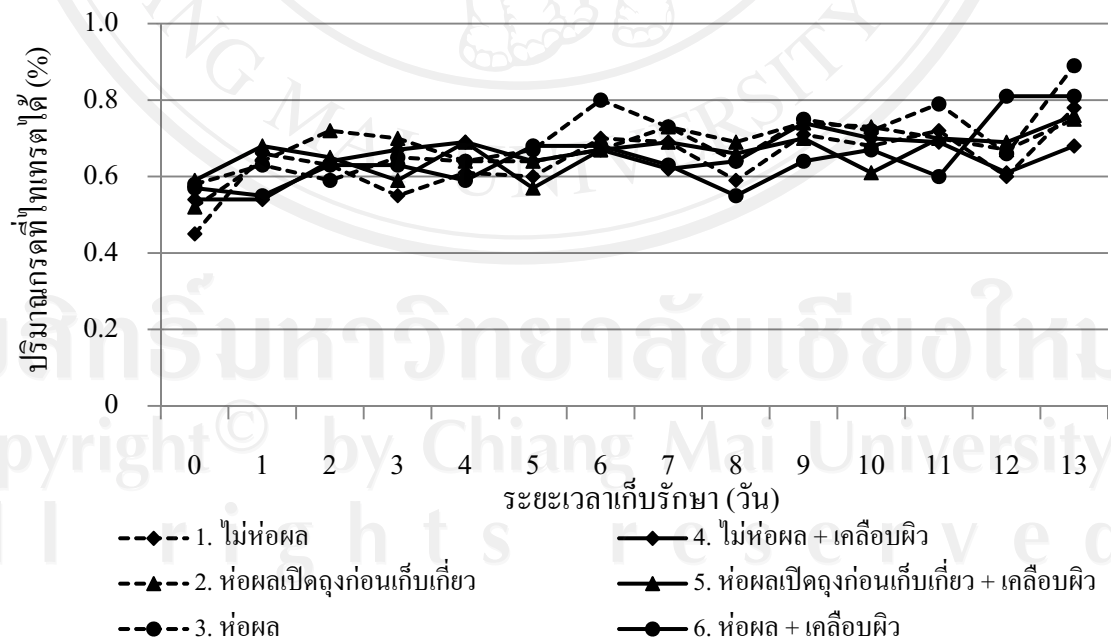 ING MAI UNIVERSITY
ปริมาณกรดที่ไทเทรตได้ (%)
1.0
0.8
0.6
0.4
0.2
0
0 1 2 3 4 5 6 7 8 9 10 11 12 13
ระยะเวลาเก็บรักษา (วัน)
1. ไม่ห่อผล
2. ห่อผลเปิดถุงก่อนเก็บเกี่ยว
3. ห่อผล
4. ไม่ห่อผล + เคลือบผิว
5. ห่อผลเปิดถุงก่อนเก็บเกี่ยว + เคลือบผิว
6. ห่อผล + เคลือบผิว
ยสิทธิ์มหาวิทยาลัยเชียงใหม
pyright© by Chiang Mai University
ll rights reserved